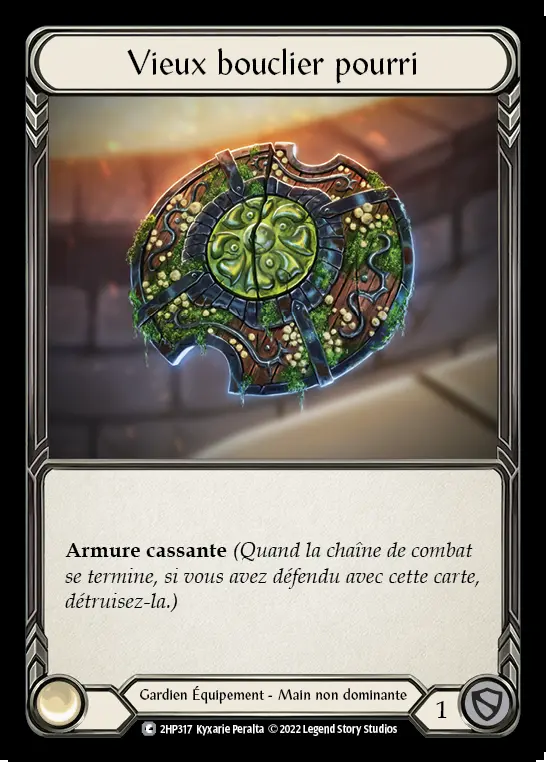 Vieux bouclier pourri
Armure cassante (Quand la chaîne de combat
se termine, si vous avez défendu avec cette carte,
détruisez-la.)
Gardien Équipement - Main non dominante
1
C 2HP317 Kyxarie Peralta © 2022 Legend Story Studios